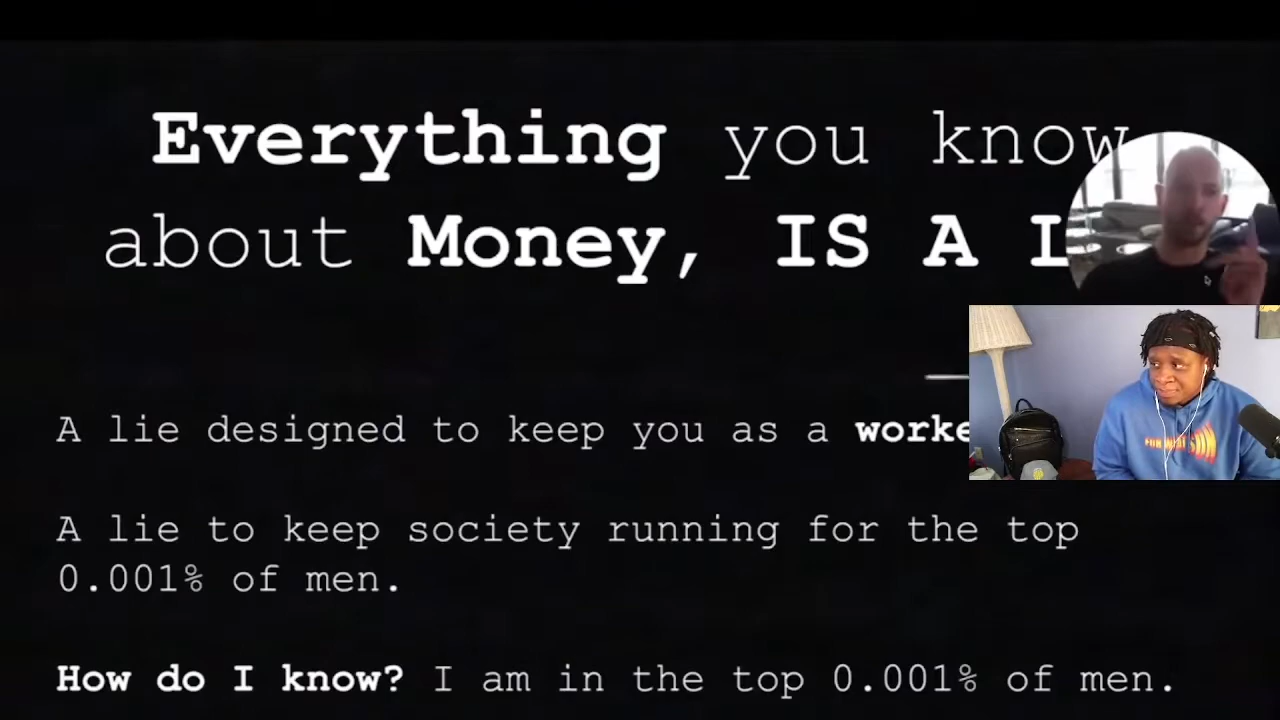 Everything you know
about Money, IS A L
A lie designed to keep you as a worke
A lie to keep society running for the top
0.001% of men.
How do I know? I am in the top 0.001% of men.